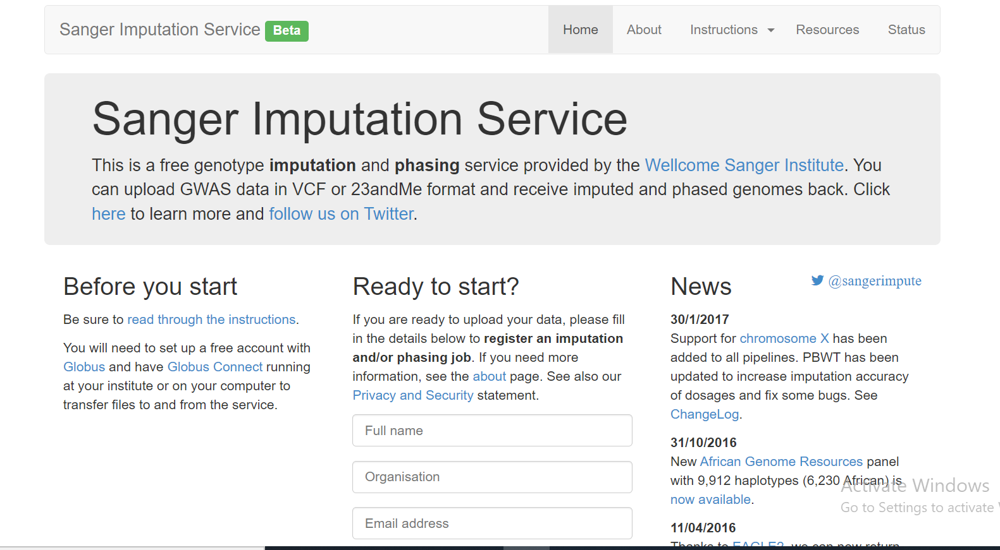 Sanger Imputation Service Beta
Home About Instructions Resources Status
Sanger Imputation Service
This is a free genotype imputation and phasing service provided by the Wellcome Sanger Institute. You
can upload GWAS data in VCF or 23andMe format and receive imputed and phased genomes back. Click
here to learn more and follow us on Twitter.
Before you start
Be sure to read through the instructions.
You will need to set up a free account with
Globus and have Globus Connect running
at your institute or on your computer to
transfer files to and from the service.
Ready to start?
If you are ready to upload your data, please fill
in the details below to register an imputation
and/or phasing job. If you need more
information, see the about page. See also our
Privacy and Security statement.
Full name
Organisation
Email address
News
@sangerimpute
30/1/2017
Support for chromosome X has been
added to all pipelines. PBWT has been
updated to increase imputation accuracy
of dosages and fix some bugs. See
ChangeLog.
31/10/2016
New African Genome Resources panel
with 9,912 haplotypes (6,230 African) is
now available.
11/04/2016
Thanks to EAGLE2, we can now return
Activate Windows
Go to Settings to activate